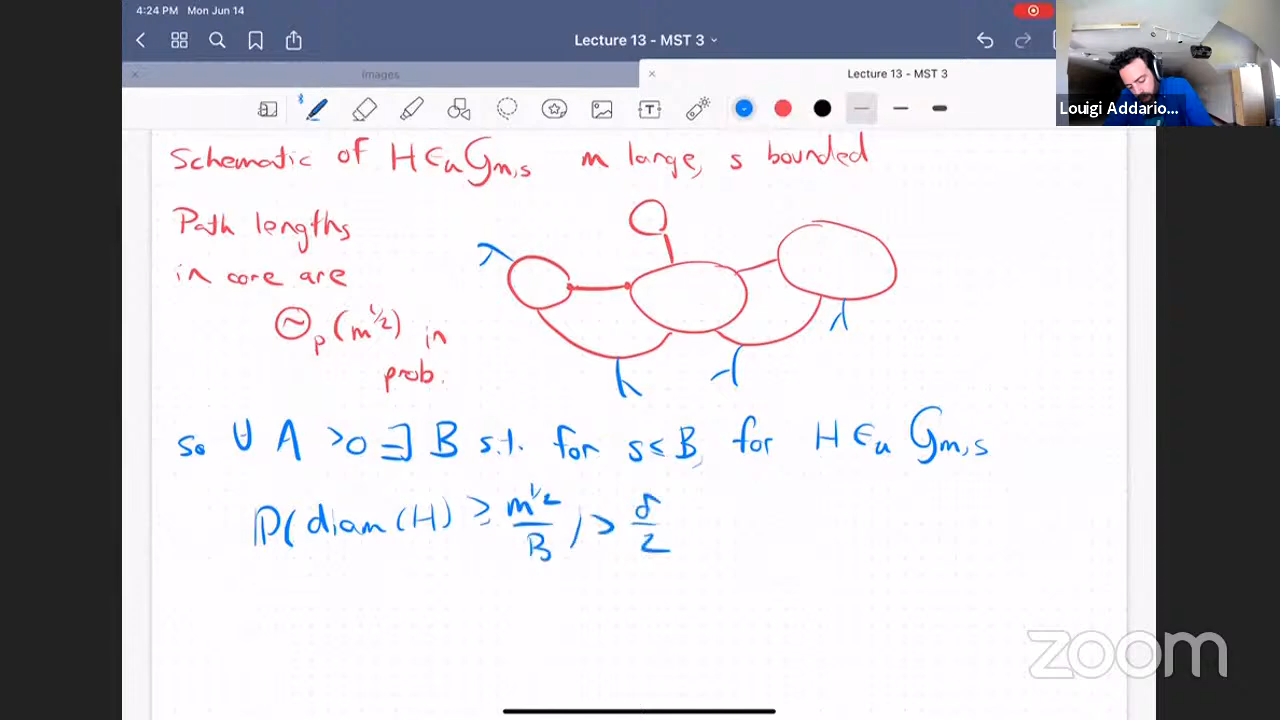 4:24 PM Mon Jun 14
Lecture 13 - MST 3
Images
Lecture 13 - MST 3
Louigi Addario...
Schematic of H ∈ᵤ 𝒢ₘ,ₛ m large, s bounded
Path lengths
in core are
Θₚ(m^{1/2}) in
prob.
so ∀ A >0 ∃ B s.t. for s ≤ B, for H ∈ᵤ 𝒢ₘ,ₛ
P(diam(H) ≥ m^{1/2}/B) > δ/2
zoom